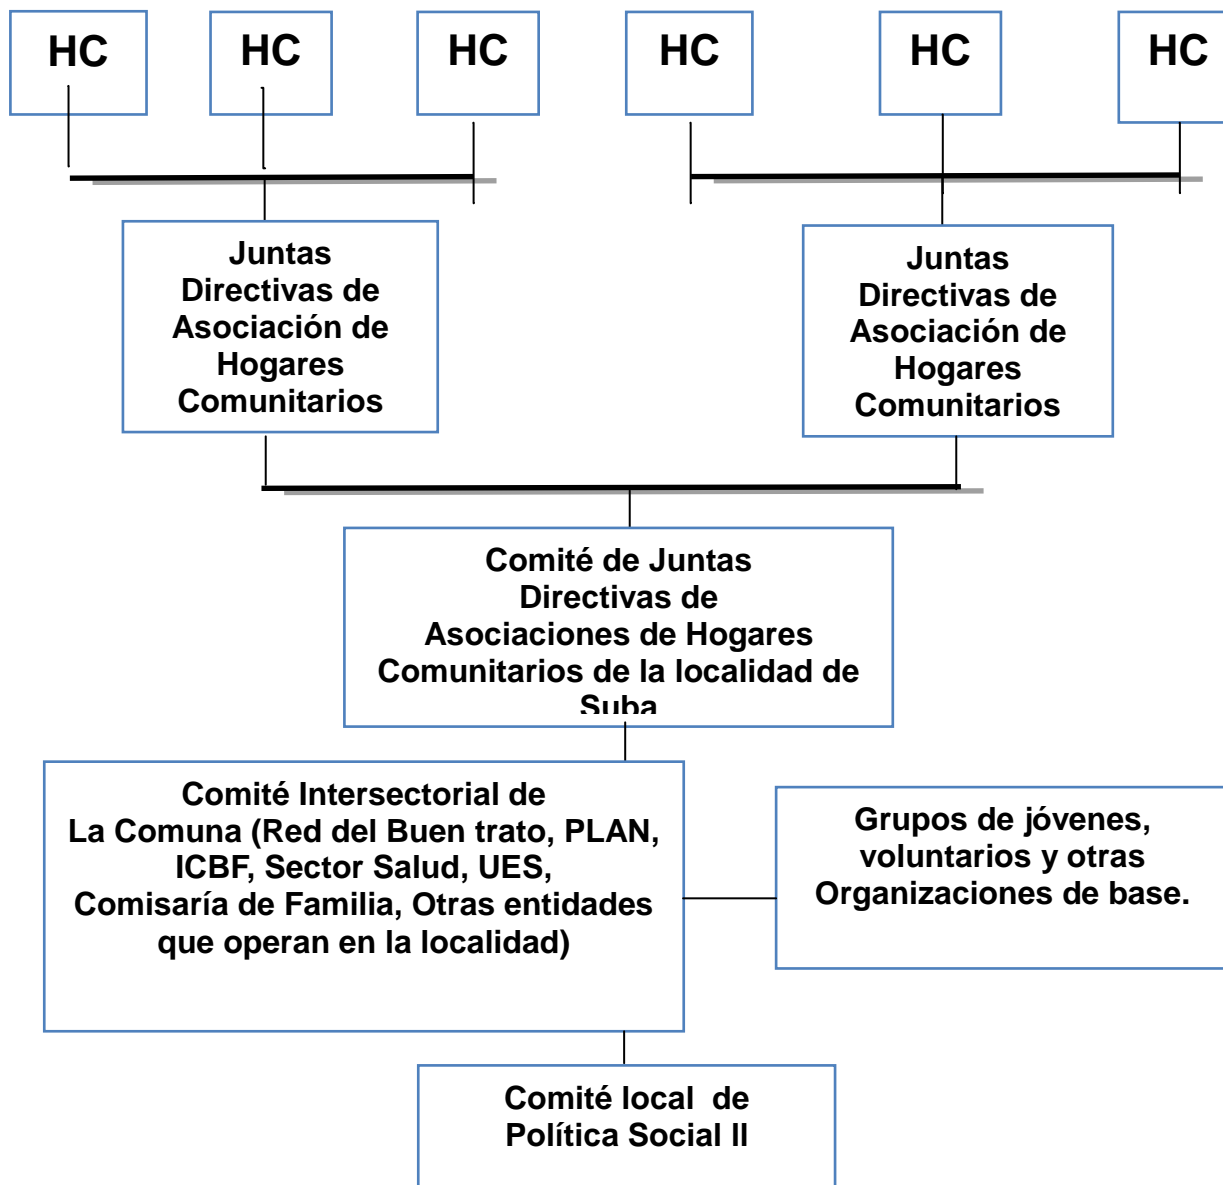 HC
HC
HC
HC
HC
HC
Juntas
Directivas de
Asociación de
Hogares
Comunitarios
Juntas
Directivas de
Asociación de
Hogares
Comunitarios
Comité de Juntas
Directivas de
Asociaciones de Hogares
Comunitarios de la localidad de
Suba
Comité Intersectorial de
La Comuna (Red del Buen trato, PLAN,
ICBF, Sector Salud, UES,
Comisaría de Familia, Otras entidades
que operan en la localidad)
Grupos de jóvenes,
voluntarios y otras
Organizaciones de base.
Comité local de
Política Social II